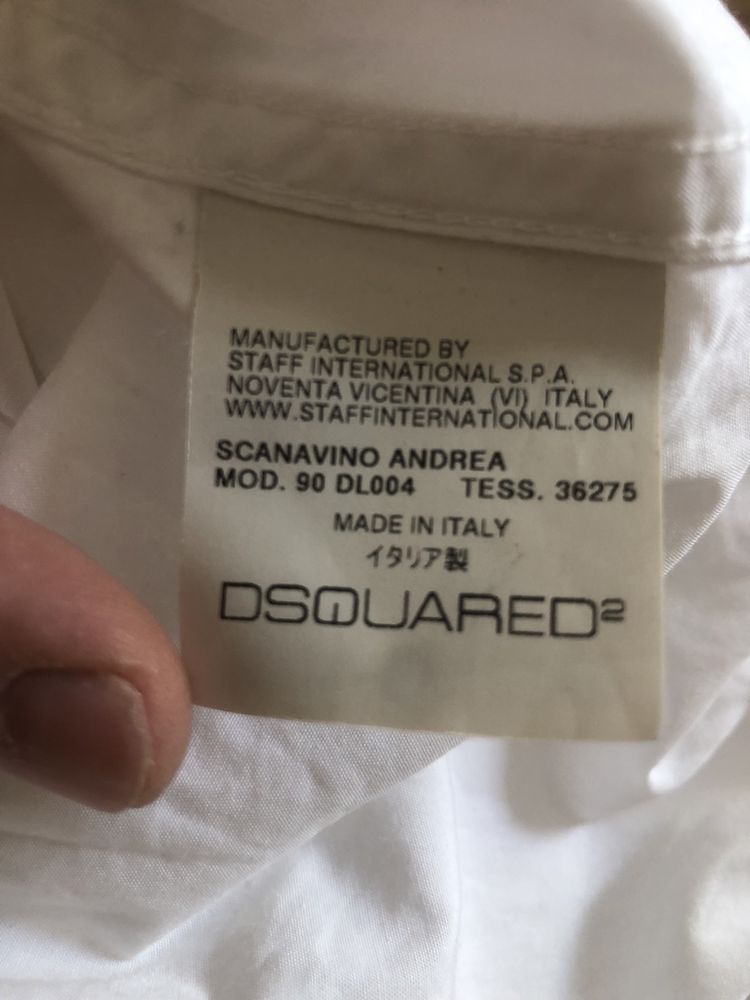 MANUFACTURED BY
STAFF INTERNATIONAL S.P.A.
NOVENTA VICENTINA (VI) ITALY
WWW.STAFFINTERNATIONAL.COM
SCANAVINO ANDREA
MOD. 90 DL004 TESS. 36275
MADE IN ITALY
イタリア製
DSQUARED²